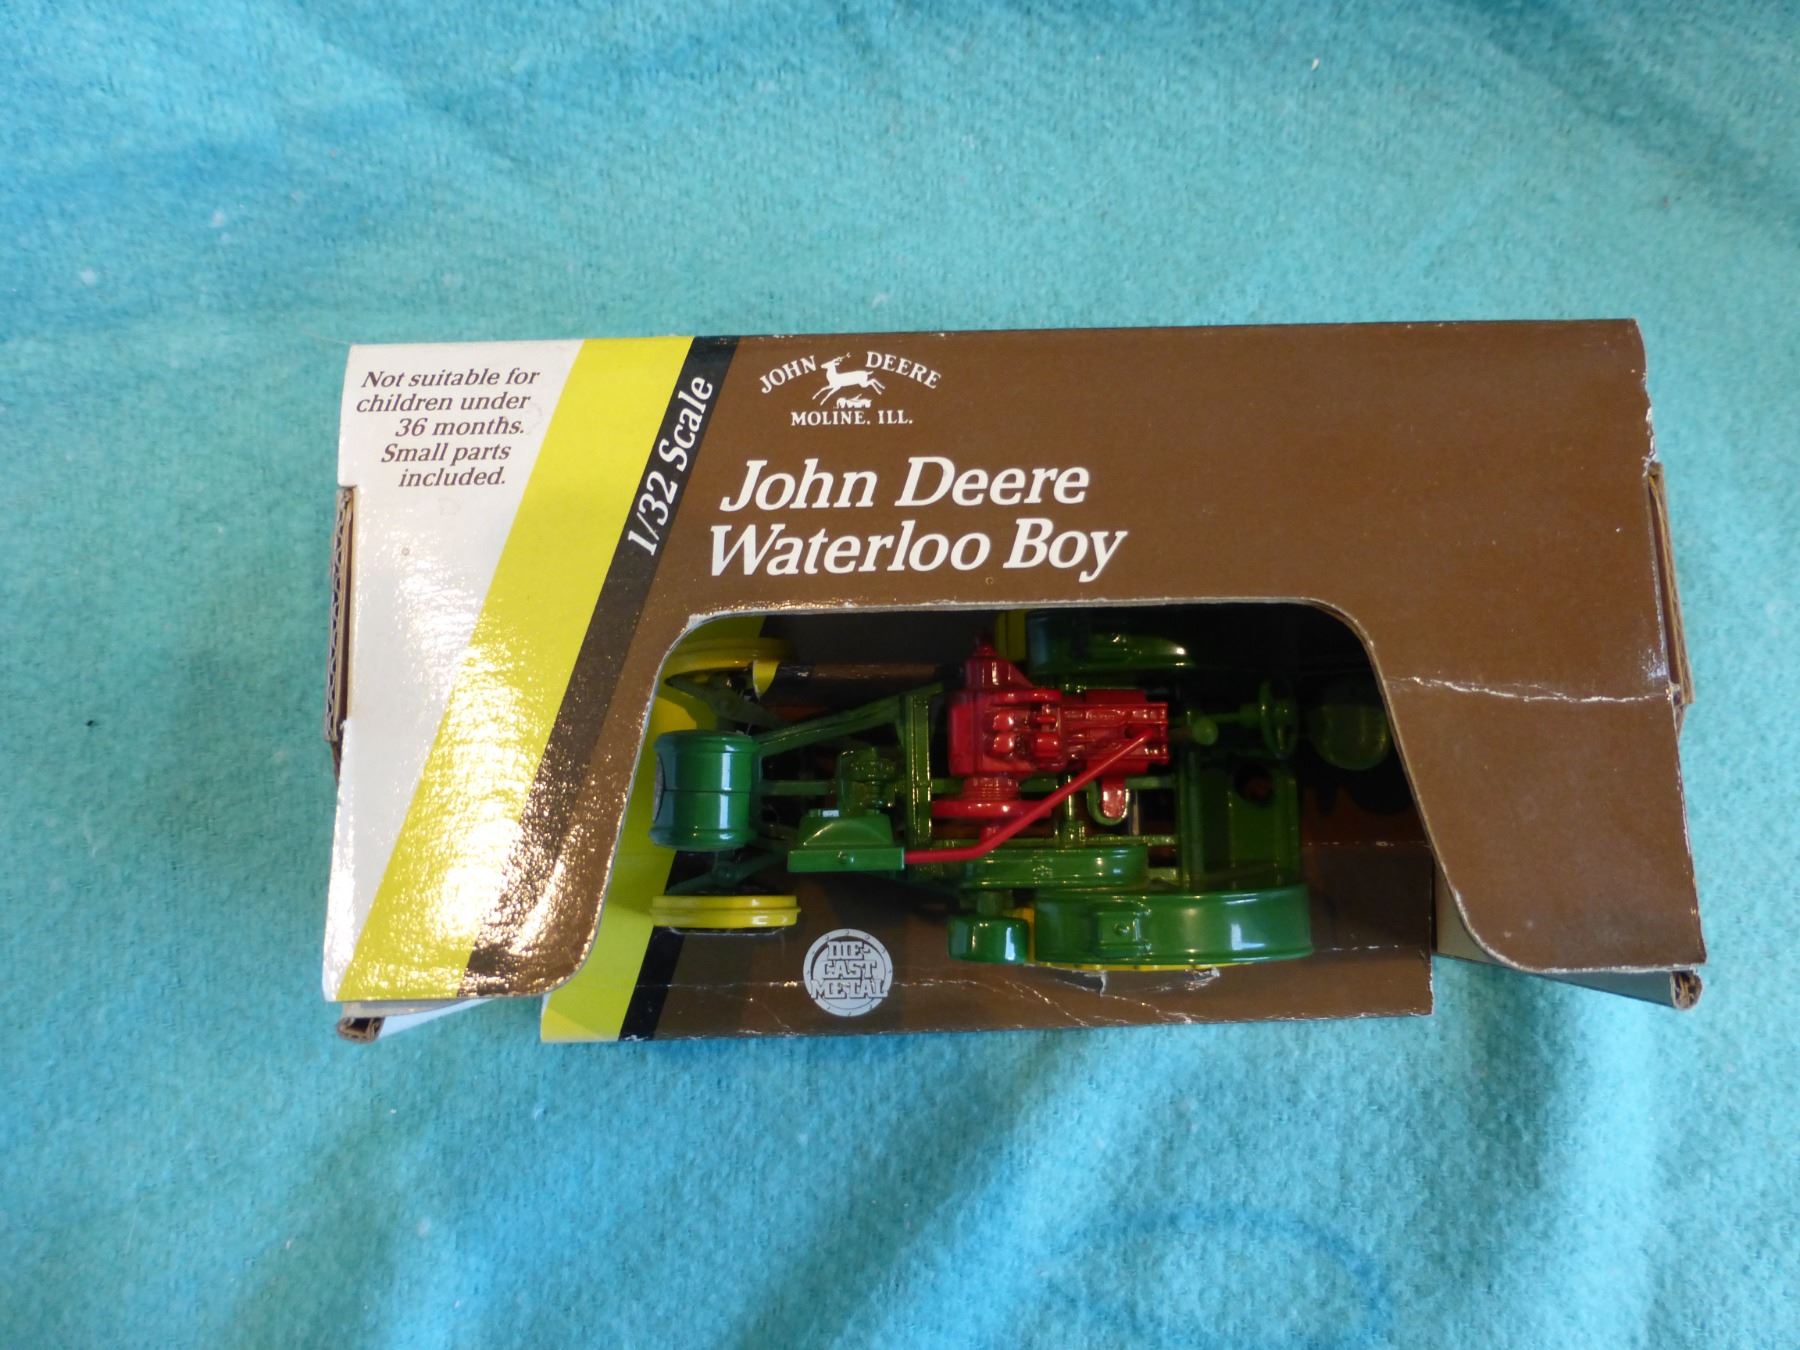 Not suitable for
children under
36 months.
Small parts
included.
1/32 Scale
JOHN DEERE
MOLINE, ILL.
John Deere
Waterloo Boy
DIE-
CAST
METAL